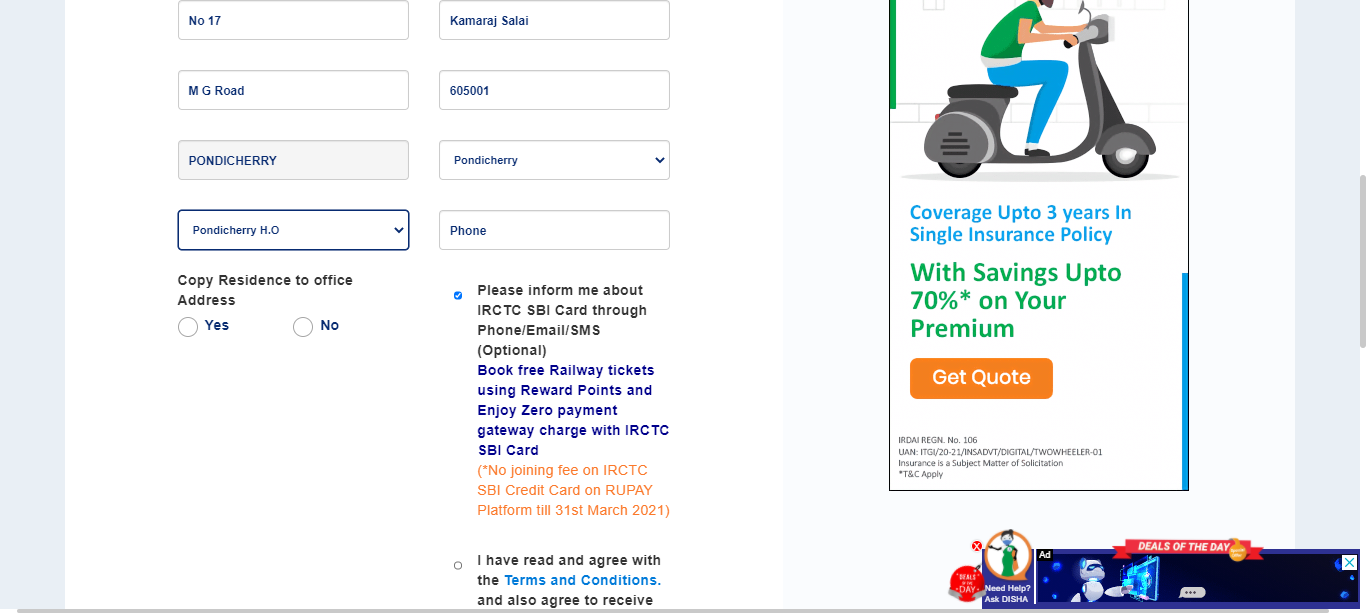 No 17
Kamaraj Salai
M G Road
605001
PONDICHERRY
Pondicherry
Pondicherry H.O
Phone
Copy Residence to office
Address
Yes
No
Please inform me about
IRCTC SBI Card through
Phone/Email/SMS
(Optional)
Book free Railway tickets
using Reward Points and
Enjoy Zero payment
gateway charge with IRCTC
SBI Card
(*No joining fee on IRCTC
SBI Credit Card on RUPAY
Platform till 31st March 2021)
I have read and agree with
the Terms and Conditions.
and also agree to receive
Coverage Upto 3 years In
Single Insurance Policy
With Savings Upto
70%* on Your
Premium
Get Quote
IRDAI REGN. No. 106
UAN: ITGI/20-21/INSADVT/DIGITAL/TWOWHEELER-01
Insurance is a Subject Matter of Solicitation
*T&C Apply
DEALS OF THE DAY
Ad
DEALS
OF THE
DAY
Need Help?
Ask DISHA